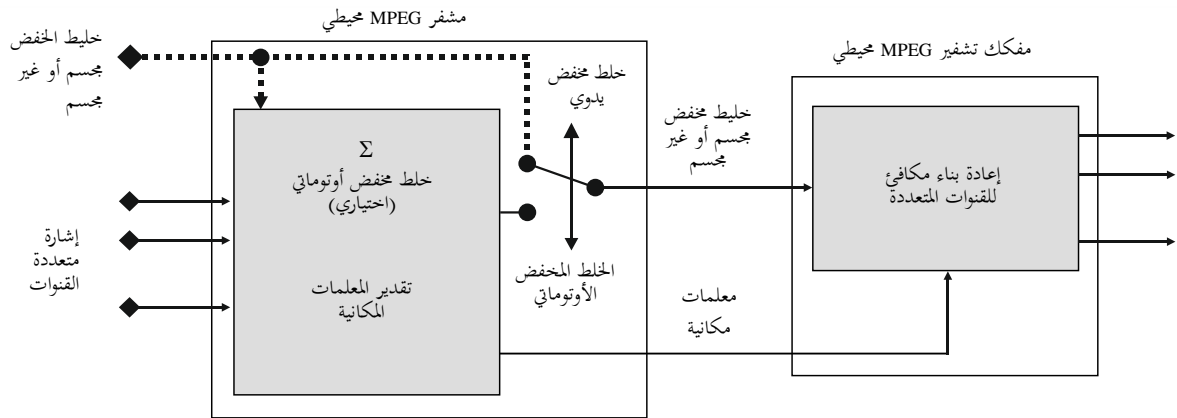 مشفر MPEG محيطي
خليط الخفض
مجسم أو غير
مجسم
Σ
خلط مخفض أوتوماتي
(اختياري)
إشارة
متعددة
القنوات
تقدير المعلمات
المكانية
خلط مخفض
يدوي
الخلط المخفض
الأوتوماتي
خليط مخفض
مجسم أو غير
مجسم
معلمات
مكانية
مفكك تشفير MPEG محيطي
إعادة بناء مكافئ
للقنوات المتعددة